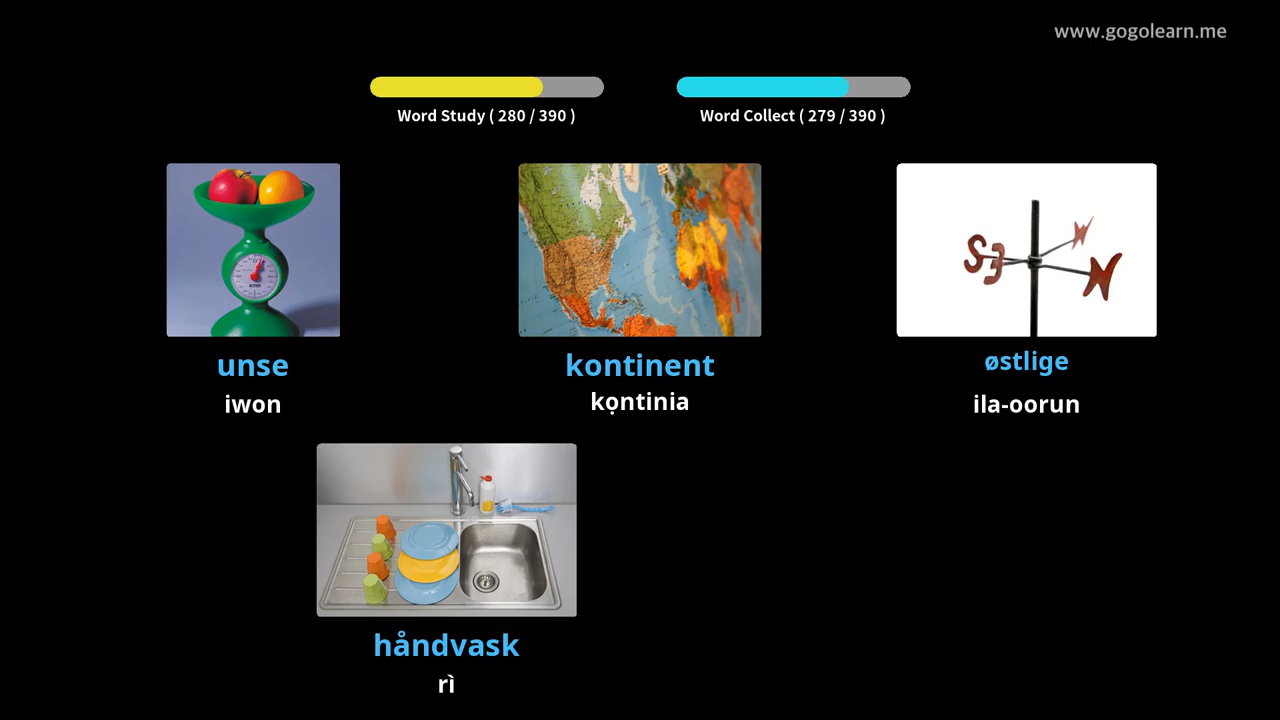 www.gogolearn.me
Word Study ( 280 / 390 )
Word Collect ( 279 / 390 )
S
unse
kontinent
østlige
iwon
kọntinia
ila-oorun
håndvask
rì